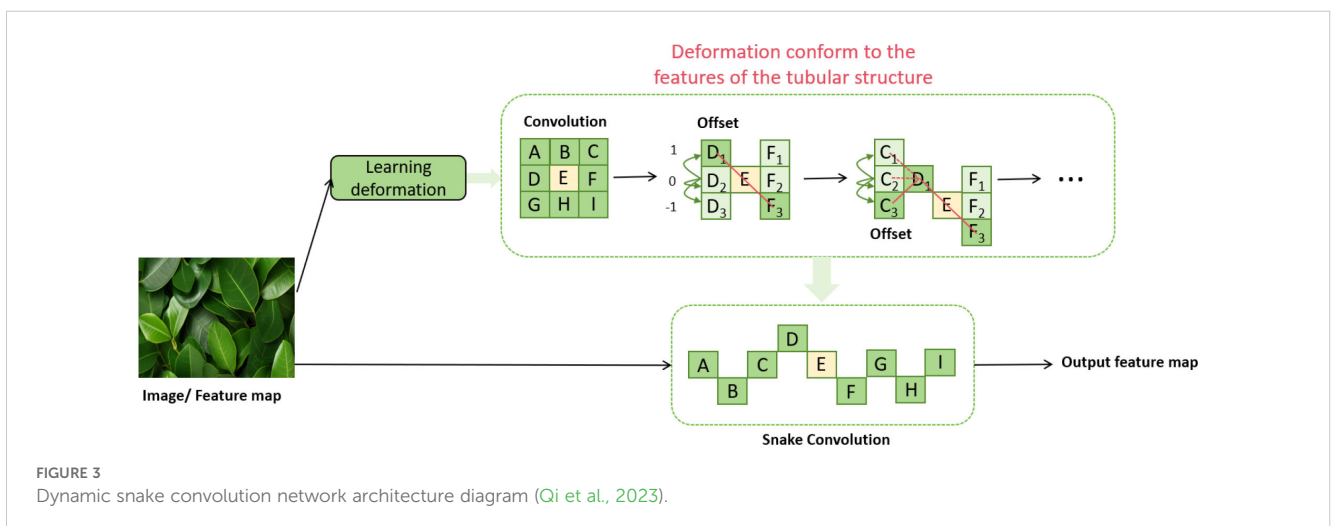 Deformation conform to the
features of the tubular structure
Convolution
A B C
D E F
G H I
Offset
1
0
-1
D₁ F₁
D₂ E F₂
D₃ F₃
C₁
C₂ D₁ F₁
C₃ E F₂
F₃
Offset
...
Learning
deformation
Image/ Feature map
D
A C E G I
B F H
Snake Convolution
Output feature map
FIGURE 3
Dynamic snake convolution network architecture diagram (Qi et al., 2023).